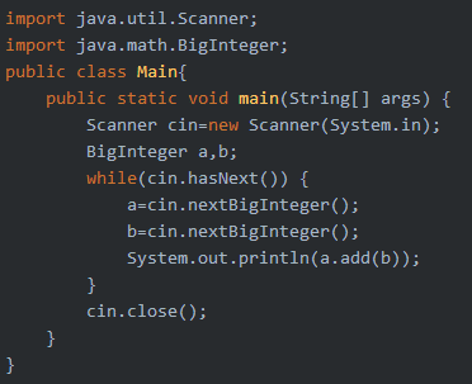 import java.util.Scanner;
import java.math.BigInteger;
public class Main{
    public static void main(String[] args) {
        Scanner cin=new Scanner(System.in);
        BigInteger a,b;
        while(cin.hasNext()) {
            a=cin.nextBigInteger();
            b=cin.nextBigInteger();
            System.out.println(a.add(b));
        }
        cin.close();
    }
}